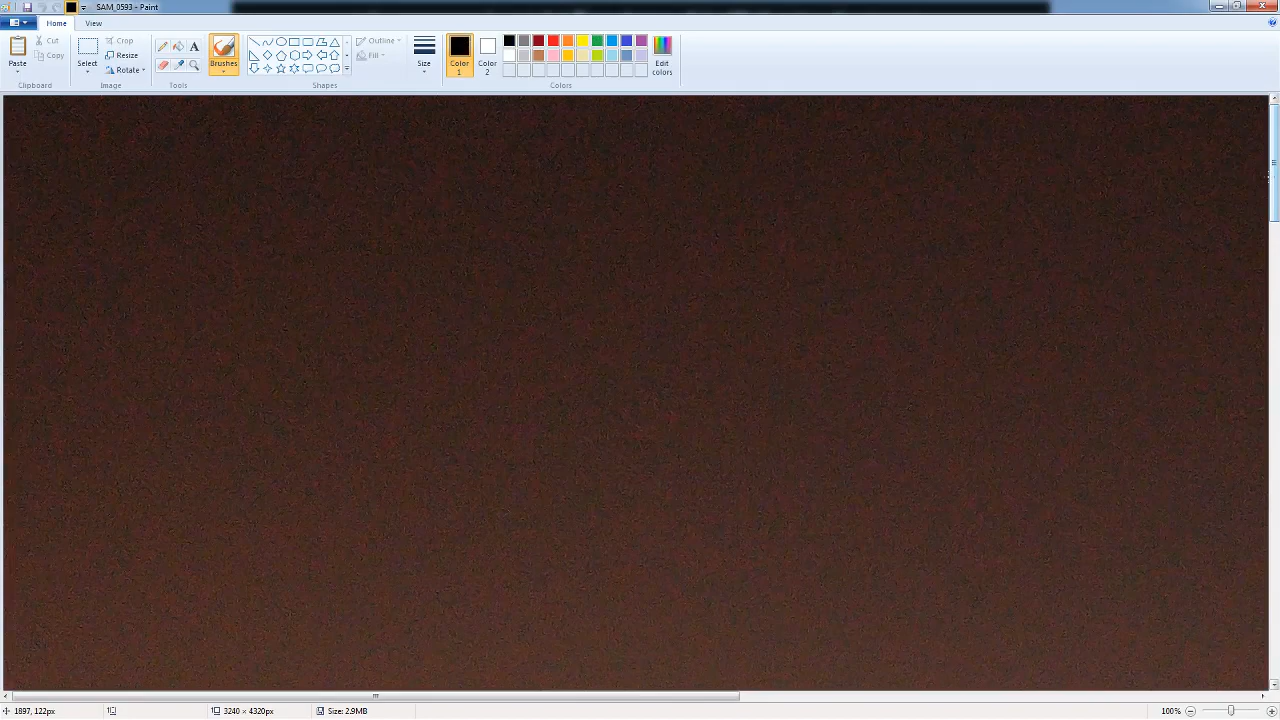 SAM_0593 - Paint
Home View
Paste
Cut
Copy
Clipboard
Select
Crop
Resize
Rotate
Image
A
Tools
Brushes
Shapes
Outline
Fill
Size
Color 1
Color 2
Edit colors
Colors
1897, 122px
3240 × 4320px
Size: 2.9MB
100%